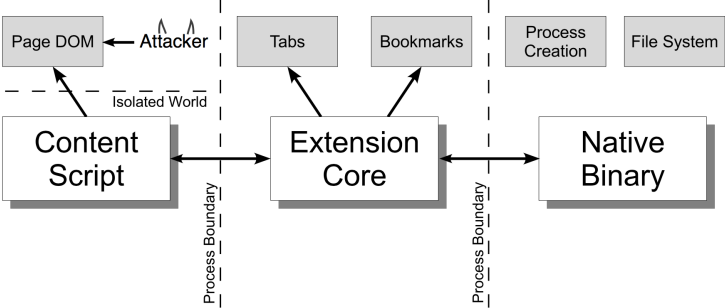 Page DOM
Attacker
Tabs
Bookmarks
Process
Creation
File System
Isolated World
Content
Script
Extension
Core
Native
Binary
Process Boundary
Process Boundary